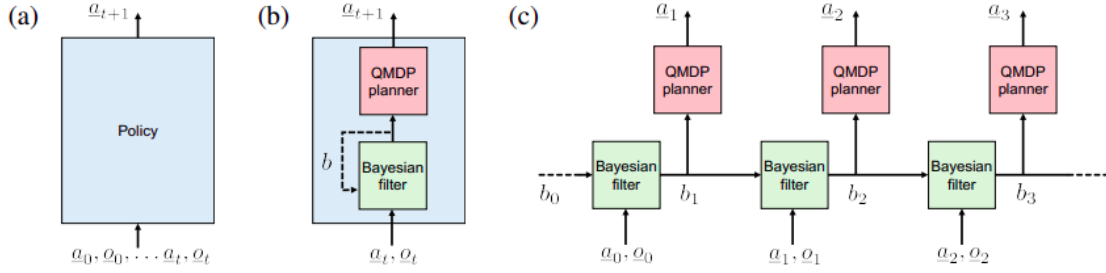 (a)
a_{t+1}
Policy
a_0, o_0, ... a_t, o_t
(b)
a_{t+1}
QMDP
planner
b
Bayesian
filter
a_t, o_t
(c)
a_1
a_2
a_3
QMDP
planner
QMDP
planner
QMDP
planner
Bayesian
filter
Bayesian
filter
Bayesian
filter
b_0
b_1
b_2
b_3
a_0, o_0
a_1, o_1
a_2, o_2